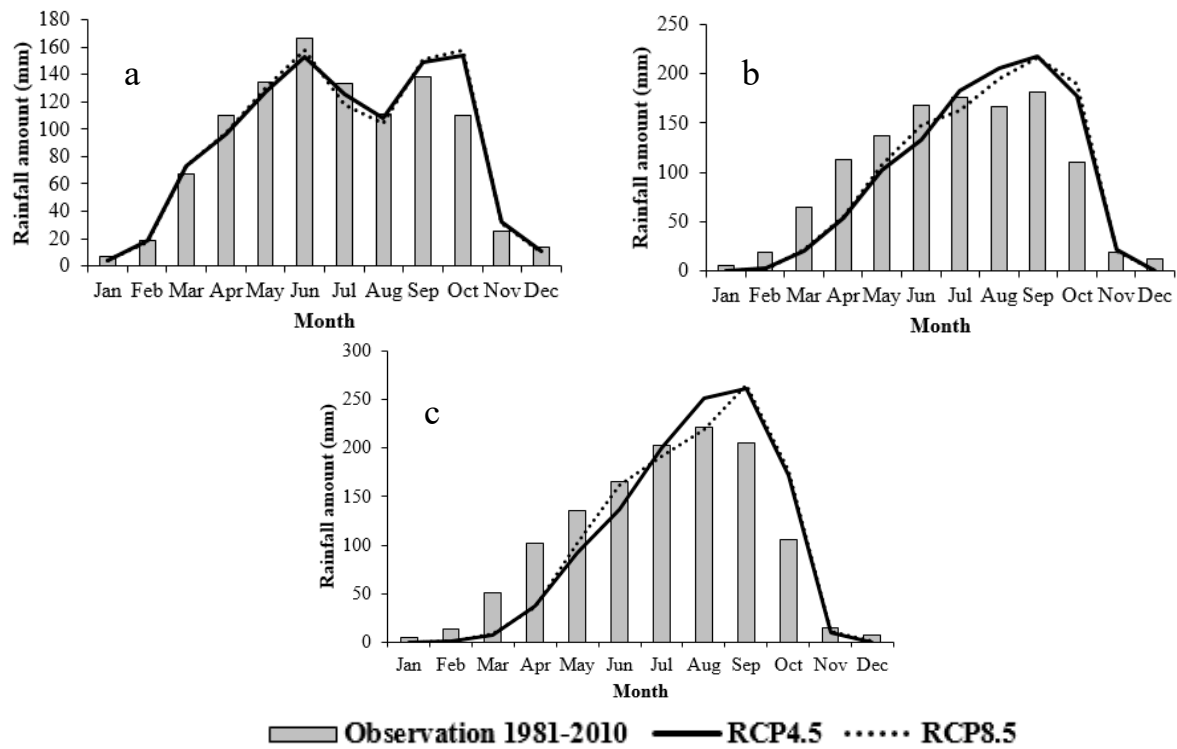 180
160
140
120
100
80
60
40
20
0
Rainfall amount (mm)
a
Jan Feb Mar Apr May Jun Jul Aug Sep Oct Nov Dec
Month
250
200
150
100
50
0
Rainfall amount (mm)
b
Jan Feb Mar Apr May Jun Jul Aug Sep Oct Nov Dec
Month
300
250
200
150
100
50
0
Rainfall amount (mm)
c
Jan Feb Mar Apr May Jun Jul Aug Sep Oct Nov Dec
Month
Observation 1981-2010 RCP4.5 RCP8.5